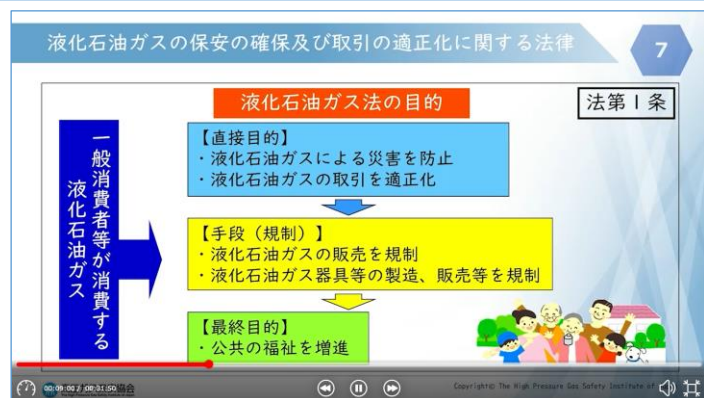 液化石油ガスの保安の確保及び取引の適正化に関する法律
7
液化石油ガス法の目的
法第1条
一般消費者等が消費する
液化石油ガス
【直接目的】
・液化石油ガスによる災害を防止
・液化石油ガスの取引を適正化
【手段（規制）】
・液化石油ガスの販売を規制
・液化石油ガス器具等の製造、販売等を規制
【最終目的】
・公共の福祉を増進
Copyright© The High Pressure Gas Safety Institute of